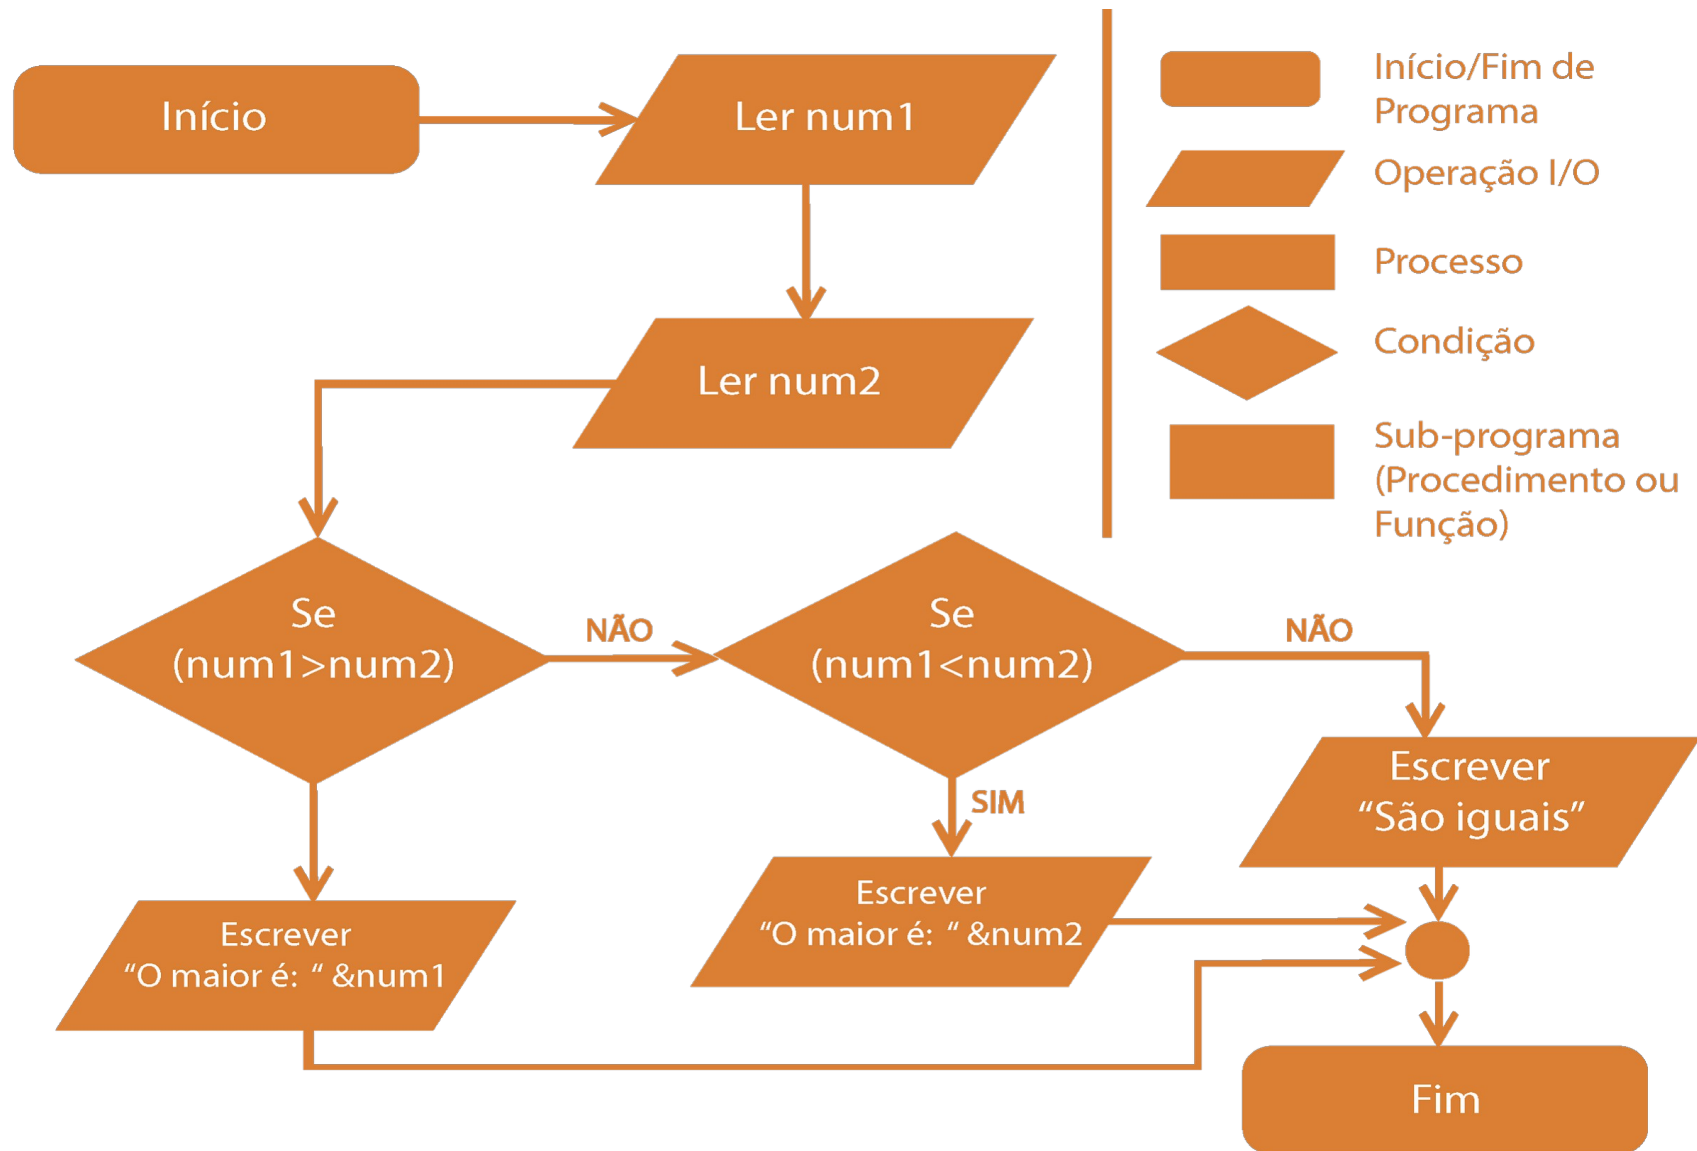 Início
Ler num1
Ler num2
Se
(num1>num2)
NÃO
Se
(num1<num2)
NÃO
SIM
Escrever
“São iguais”
Escrever
“O maior é:  “ &num2
Escrever
“O maior é:  “ &num1
Fim
Início/Fim de
Programa
Operação I/O
Processo
Condição
Sub-programa
(Procedimento ou
Função)